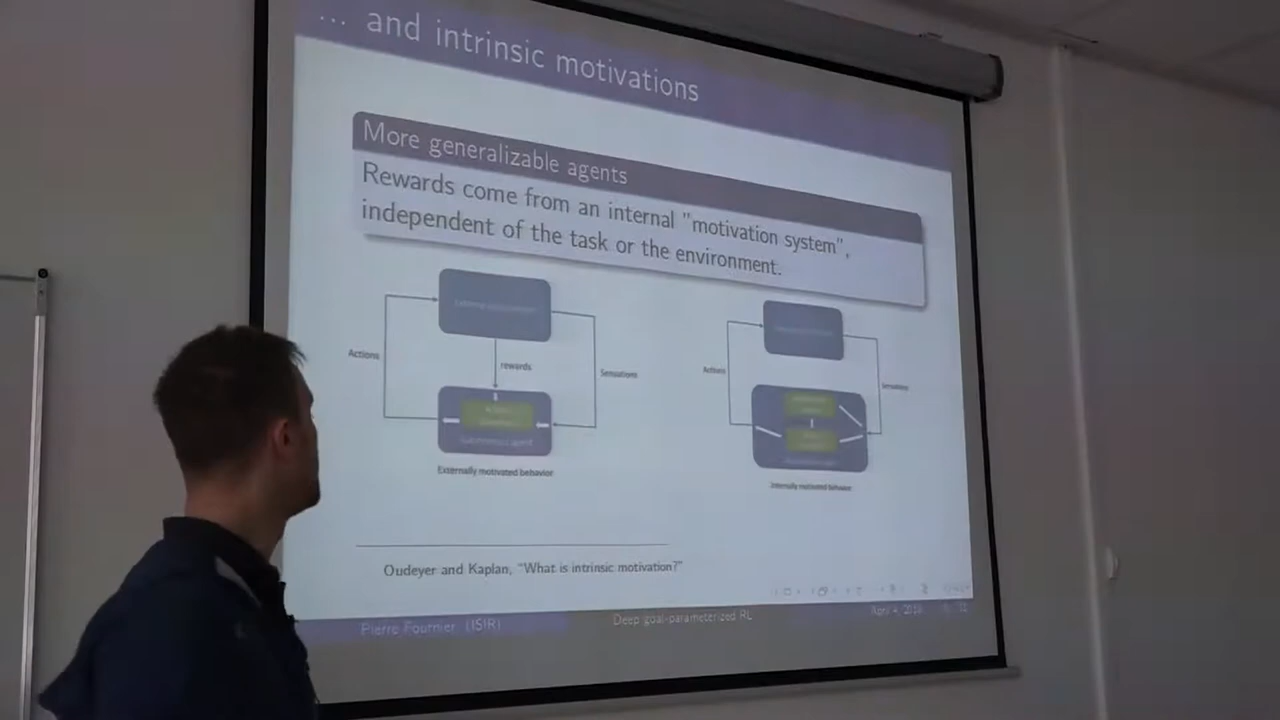 ... and intrinsic motivations
More generalizable agents
Rewards come from an internal "motivation system",
independent of the task or the environment.
Actions
rewards
Sensations
Externally motivated behavior
Actions
Sensations
Internally motivated behavior
Oudeyer and Kaplan, “What is intrinsic motivation?”
Pierre Fournier (ISIR)
Deep goal-parameterized RL